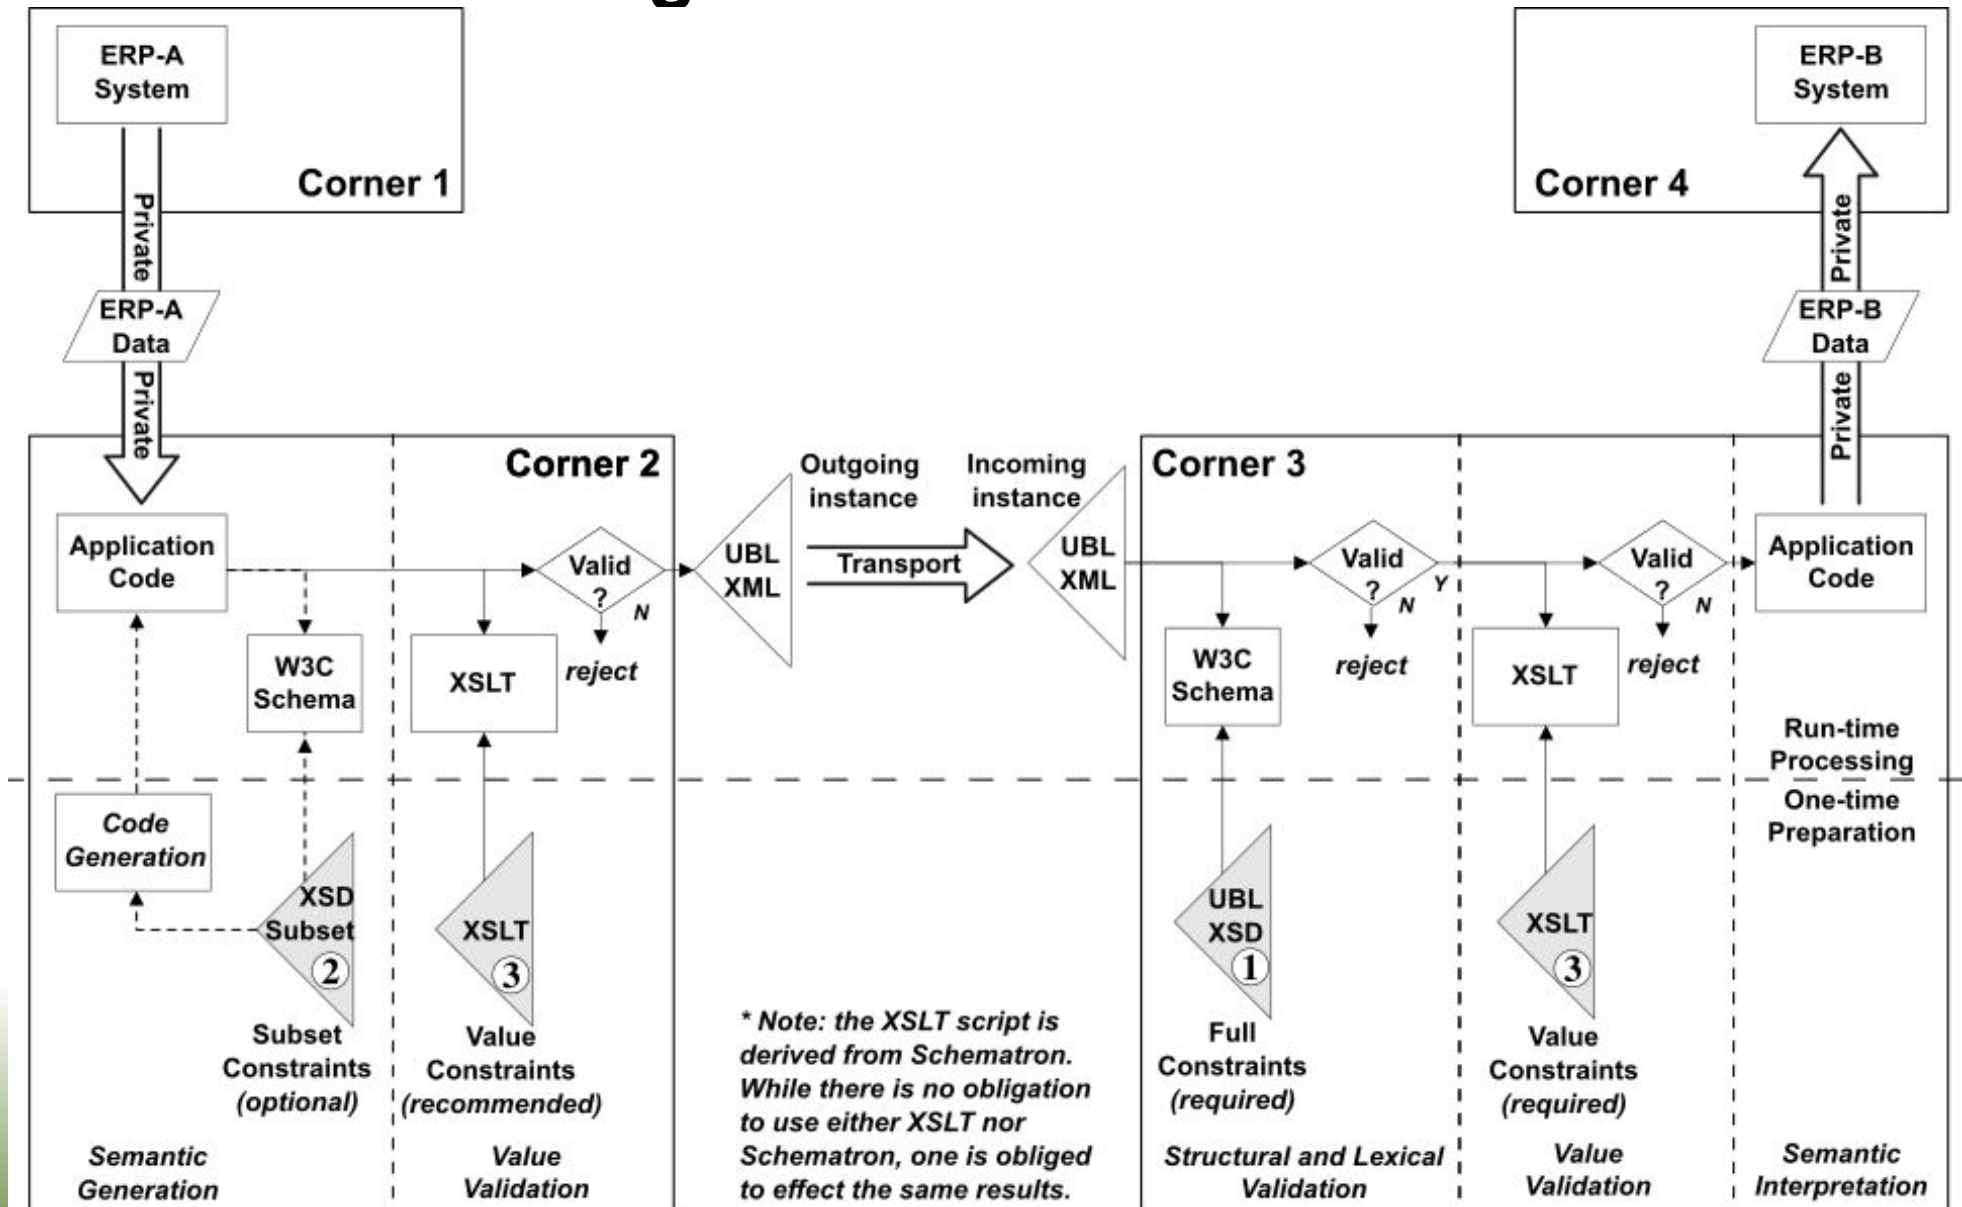 ERP-A
System
Corner 1
Private
ERP-A
Data
Private
ERP-B
System
Corner 4
Private
ERP-B
Data
Private
Corner 2
Application
Code
Valid
?
N
reject
W3C
Schema
XSLT
Code
Generation
XSD
Subset
2
XSLT
3
Subset
Constraints
(optional)
Value
Constraints
(recommended)
Semantic
Generation
Value
Validation
UBL
XML
Outgoing
instance
Transport
Incoming
instance
UBL
XML
* Note: the XSLT script is
derived from Schematron.
While there is no obligation
to use either XSLT nor
Schematron, one is obliged
to effect the same results.
Corner 3
Valid
?
N
Y
reject
W3C
Schema
Valid
?
N
reject
XSLT
Application
Code
Run-time
Processing
One-time
Preparation
UBL
XSD
1
XSLT
3
Full
Constraints
(required)
Value
Constraints
(required)
Structural and Lexical
Validation
Value
Validation
Semantic
Interpretation